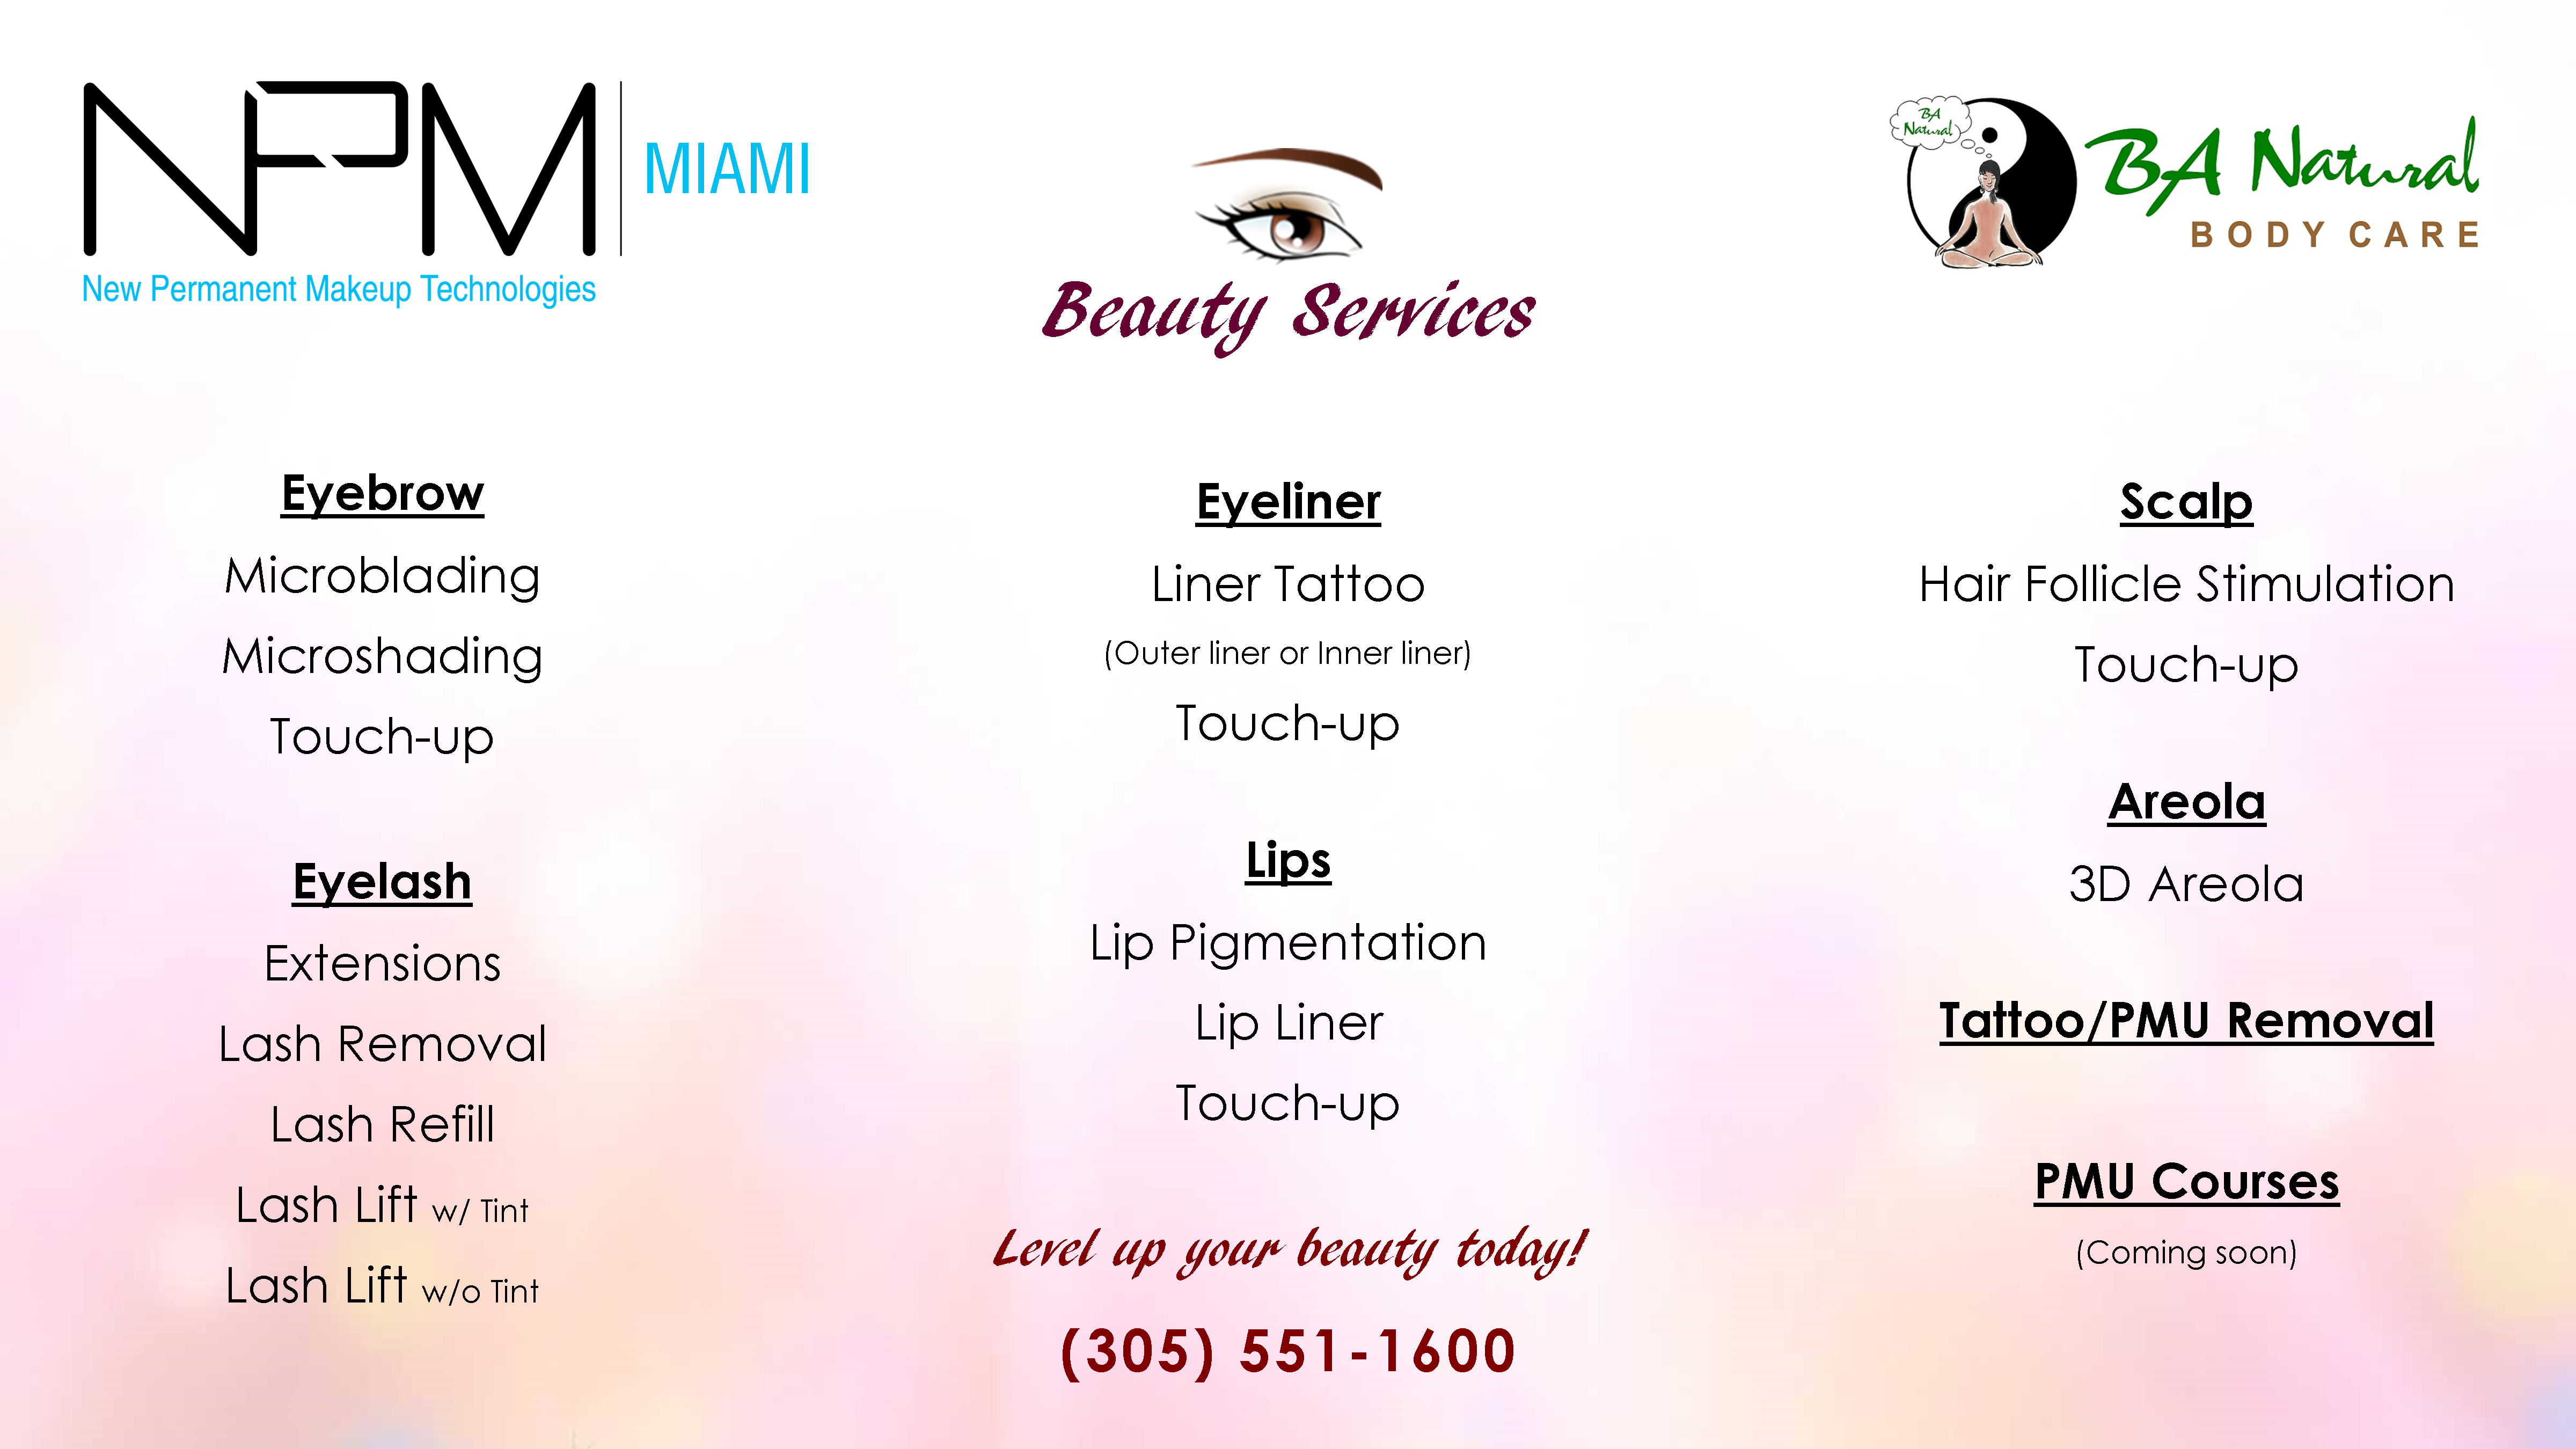 NPM
MIAMI
New Permanent Makeup Technologies
Beauty Services
BA
Natural
BA Natural
BODY CARE
Eyebrow
Microblading
Microshading
Touch-up
Eyelash
Extensions
Lash Removal
Lash Refill
Lash Lift w/ Tint
Lash Lift w/o Tint
Eyeliner
Liner Tattoo
(Outer liner or Inner liner)
Touch-up
Lips
Lip Pigmentation
Lip Liner
Touch-up
Level up your beauty today!
(305) 551-1600
Scalp
Hair Follicle Stimulation
Touch-up
Areola
3D Areola
Tattoo/PMU Removal
PMU Courses
(Coming soon)